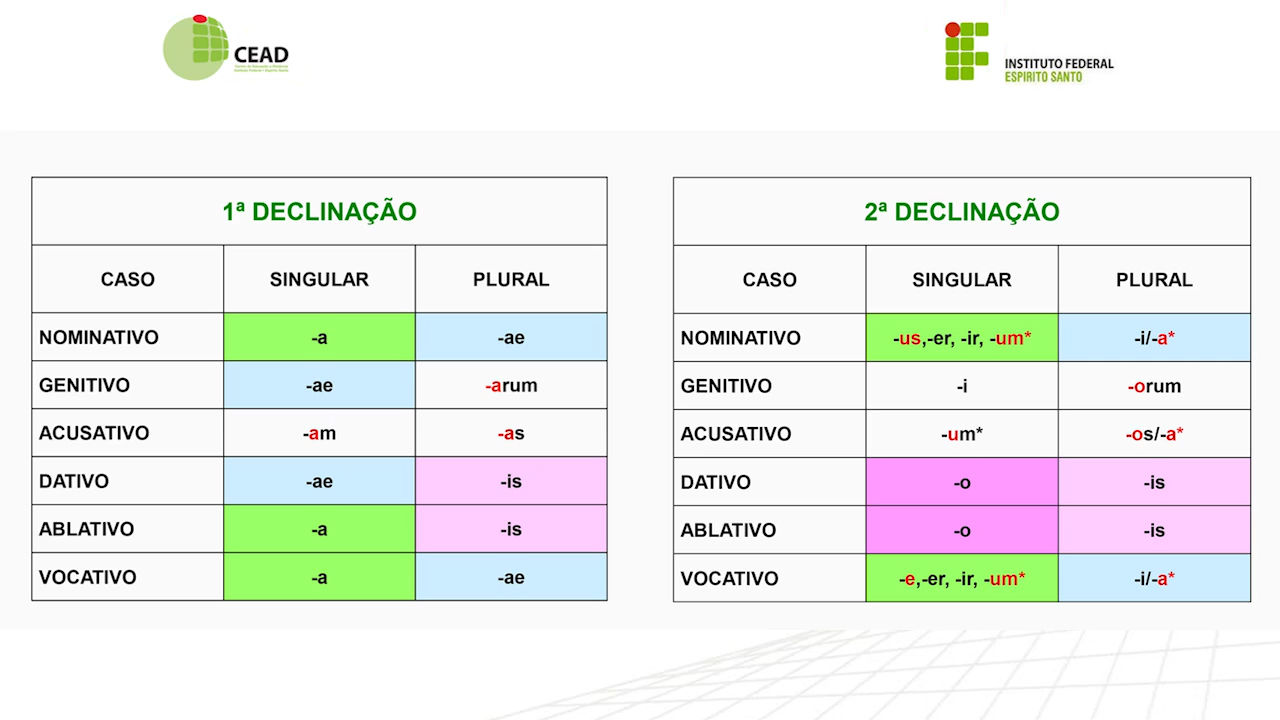 CEAD
INSTITUTO FEDERAL
ESPÍRITO SANTO
1ª DECLINAÇÃO
CASO SINGULAR PLURAL
NOMINATIVO -a -ae
GENITIVO -ae -arum
ACUSATIVO -am -as
DATIVO -ae -is
ABLATIVO -a -is
VOCATIVO -a -ae
2ª DECLINAÇÃO
CASO SINGULAR PLURAL
NOMINATIVO -us,-er, -ir, -um* -i/-a*
GENITIVO -i -orum
ACUSATIVO -um* -os/-a*
DATIVO -o -is
ABLATIVO -o -is
VOCATIVO -e,-er, -ir, -um* -i/-a*